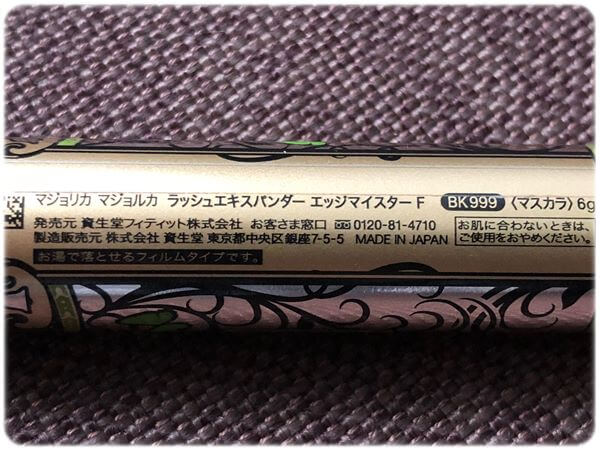 マジョリカ マジョルカ ラッシュエキスパンダー エッジマイスター F BK999 〈マスカラ〉6g
発売元 資生堂フィティット株式会社 お客さま窓口 0120-81-4710
製造販売元 株式会社 資生堂 東京都中央区銀座7-5-5 MADE IN JAPAN
お肌に合わないときは、
ご使用をおやめください。
お湯で落とせるフィルムタイプです。